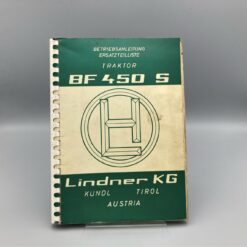 BETRIEBSANLEITUNG
ERSATZTEILLISTE
TRAKTOR
BF 450 S
Lindner KG
KUNDL TIROL
AUSTRIA